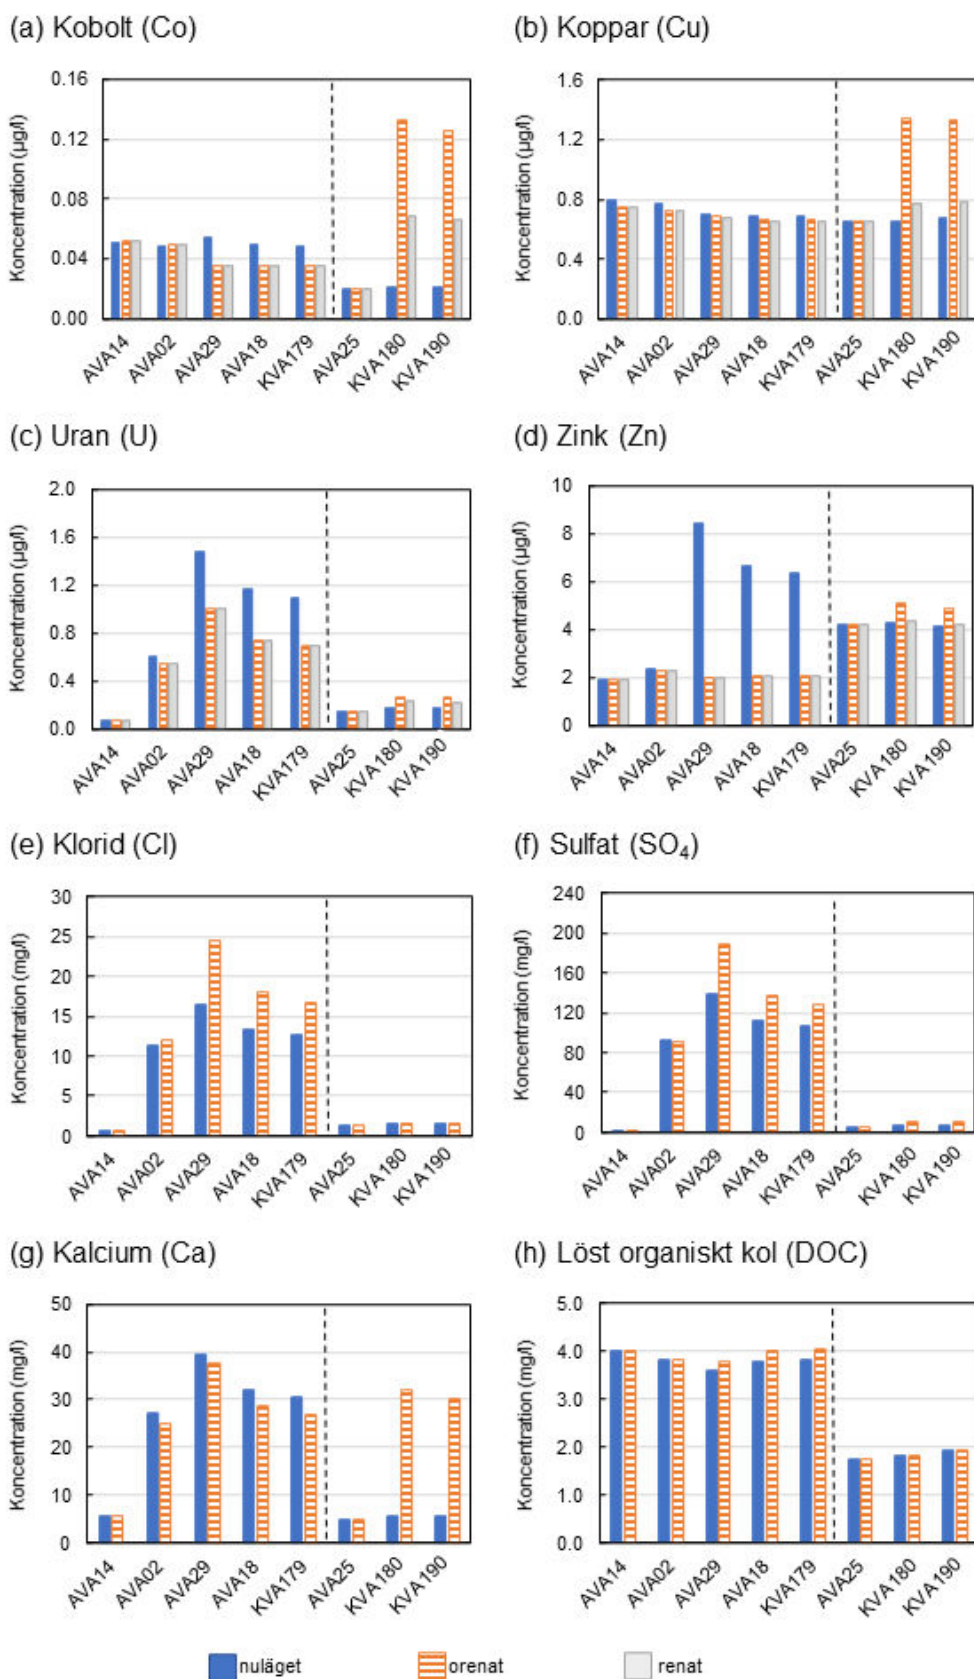 (a) Kobolt (Co)
Koncentration (µg/l)
0.16
0.12
0.08
0.04
0.00
AVA14 AVA02 AVA29 AVA18 KVA179 AVA25 KVA180 KVA190
(b) Koppar (Cu)
Koncentration (µg/l)
1.6
1.2
0.8
0.4
0.0
AVA14 AVA02 AVA29 AVA18 KVA179 AVA25 KVA180 KVA190
(c) Uran (U)
Koncentration (µg/l)
2.0
1.6
1.2
0.8
0.4
0.0
AVA14 AVA02 AVA29 AVA18 KVA179 AVA25 KVA180 KVA190
(d) Zink (Zn)
Koncentration (µg/l)
10
8
6
4
2
0
AVA14 AVA02 AVA29 AVA18 KVA179 AVA25 KVA180 KVA190
(e) Klorid (Cl)
Koncentration (mg/l)
30
25
20
15
10
5
0
AVA14 AVA02 AVA29 AVA18 KVA179 AVA25 KVA180 KVA190
(f) Sulfat (SO₄)
Koncentration (mg/l)
240
200
160
120
80
40
0
AVA14 AVA02 AVA29 AVA18 KVA179 AVA25 KVA180 KVA190
(g) Kalcium (Ca)
Koncentration (mg/l)
50
40
30
20
10
0
AVA14 AVA02 AVA29 AVA18 KVA179 AVA25 KVA180 KVA190
(h) Löst organiskt kol (DOC)
Koncentration (mg/l)
5.0
4.0
3.0
2.0
1.0
0.0
AVA14 AVA02 AVA29 AVA18 KVA179 AVA25 KVA180 KVA190
nuläget orenat renat